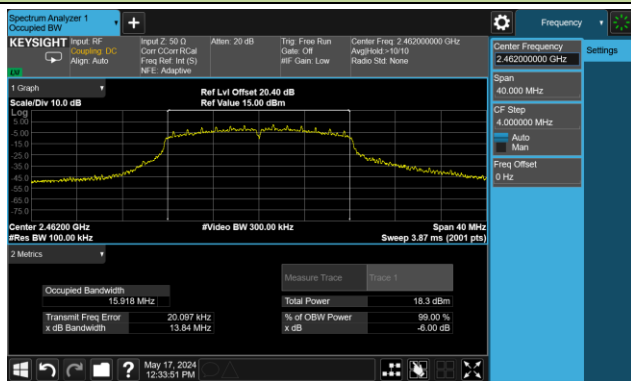 Spectrum Analyzer 1
Occupied BW
+
Frequency
KEYSIGHT
Input: RF
Coupling: DC
Align: Auto
Input Z: 50 Ω
Corr CCorr RCal
Freq Ref: Int (S)
NFE: Adaptive
Atten: 20 dB
Trig: Free Run
Gate: Off
#IF Gain: Low
Center Freq: 2.462000000 GHz
Avg|Hold:>10/10
Radio Std: None
Center Frequency
2.462000000 GHz
Settings
Span
40.000 MHz
CF Step
4.000000 MHz
Auto
Man
Freq Offset
0 Hz
1 Graph
Scale/Div 10.0 dB
Ref Lvl Offset 20.40 dB
Ref Value 15.00 dBm
Log
5.00
-5.00
-15.0
-25.0
-35.0
-45.0
-55.0
-65.0
-75.0
Center 2.46200 GHz
#Res BW 100.00 kHz
#Video BW 300.00 kHz
Span 40 MHz
Sweep 3.87 ms (2001 pts)
2 Metrics
Measure Trace
Trace 1
Occupied Bandwidth
15.918 MHz
Total Power
18.3 dBm
Transmit Freq Error
20.097 kHz
% of OBW Power
99.00 %
x dB Bandwidth
13.84 MHz
x dB
-6.00 dB
?
May 17, 2024
12:33:51 PM